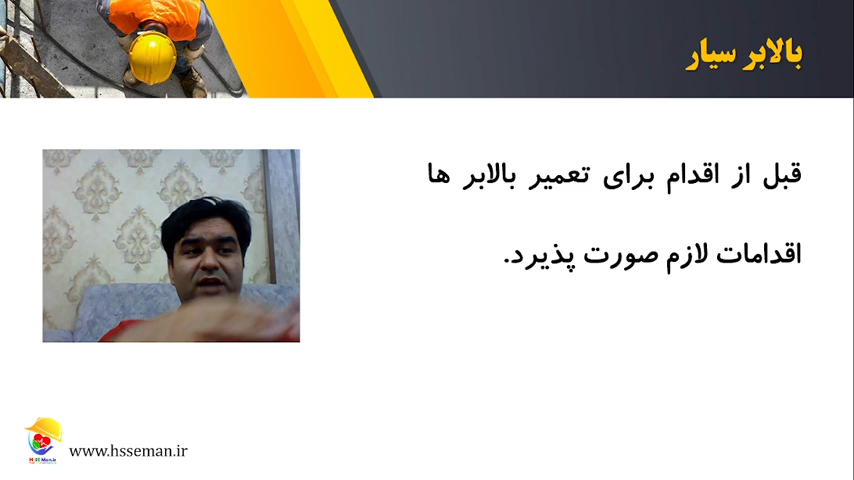 بالابر سیار
قبل از اقدام برای تعمیر بالابر ها
اقدامات لازم صورت پذیرد.
www.hsseman.ir